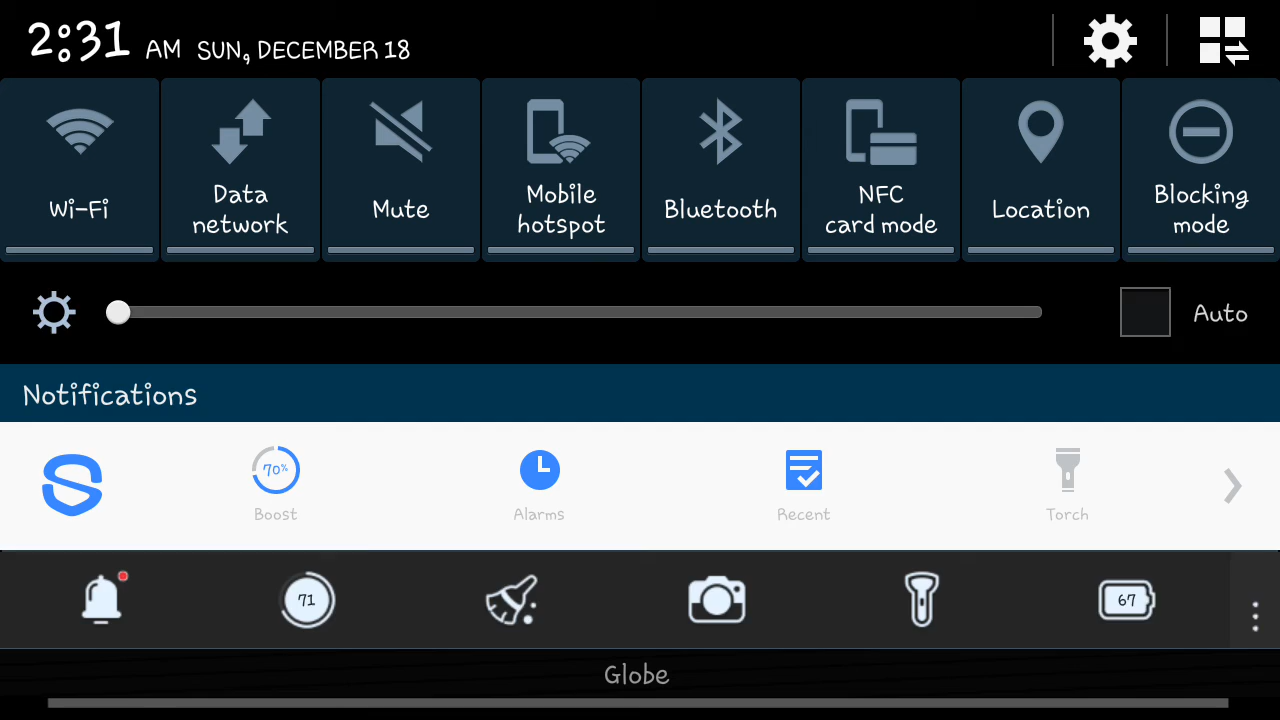 2:31 AM SUN, DECEMBER 18
Wi-Fi
Data
network
Mute
Mobile
hotspot
Bluetooth
NFC
card mode
Location
Blocking
mode
Auto
Notifications
70%
Boost
Alarms
Recent
Torch
71
67
Globe